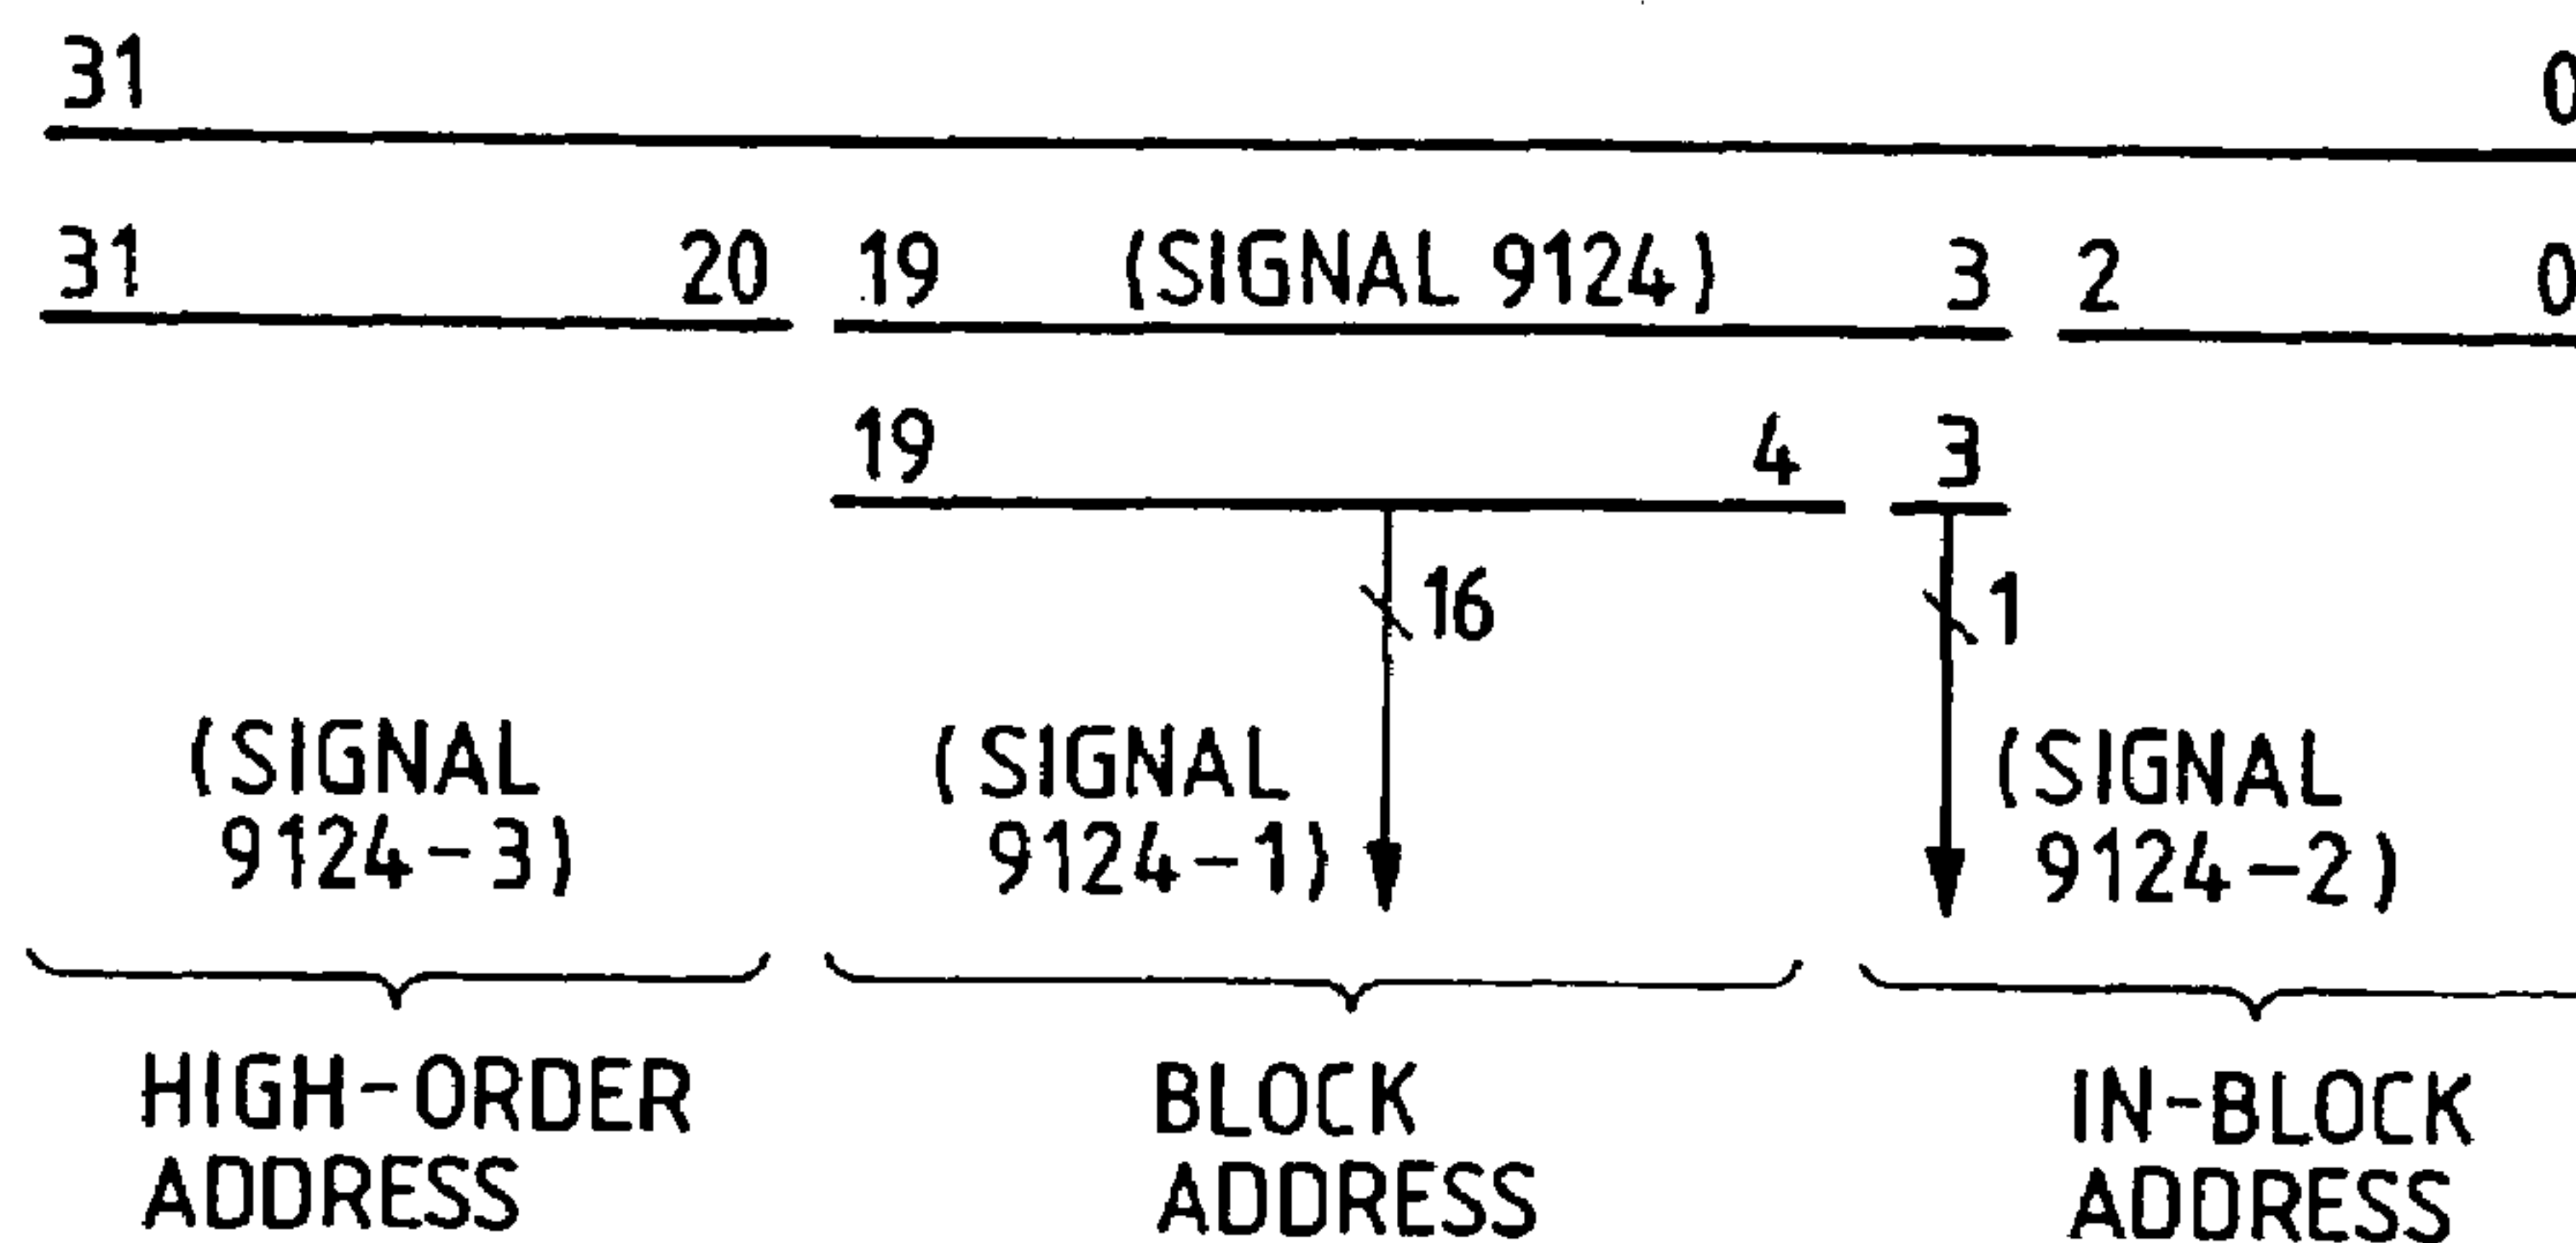 31 0
31 20 19 (SIGNAL 9124) 3 2 0
19 4 3
16 1
(SIGNAL
9124-3)
(SIGNAL
9124-1)
(SIGNAL
9124-2)
HIGH-ORDER
ADDRESS
BLOCK
ADDRESS
IN-BLOCK
ADDRESS